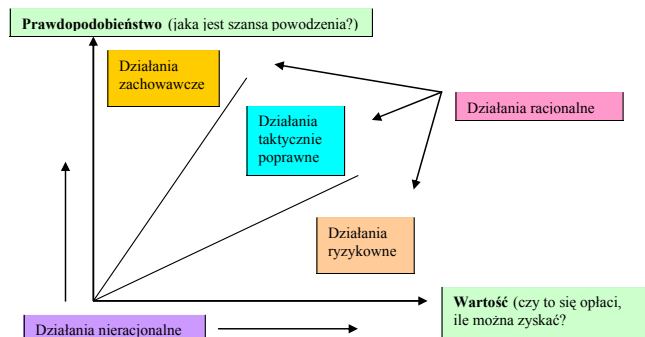 Prawdopodobieństwo (jaka jest szansa powodzenia?)
Działania
zachowawcze
Działania
taktycznie
poprawne
Działania racjonalne
Działania
ryzykowne
Wartość (czy to się opłaci,
ile można zyskać?
Działania nieracjonalne